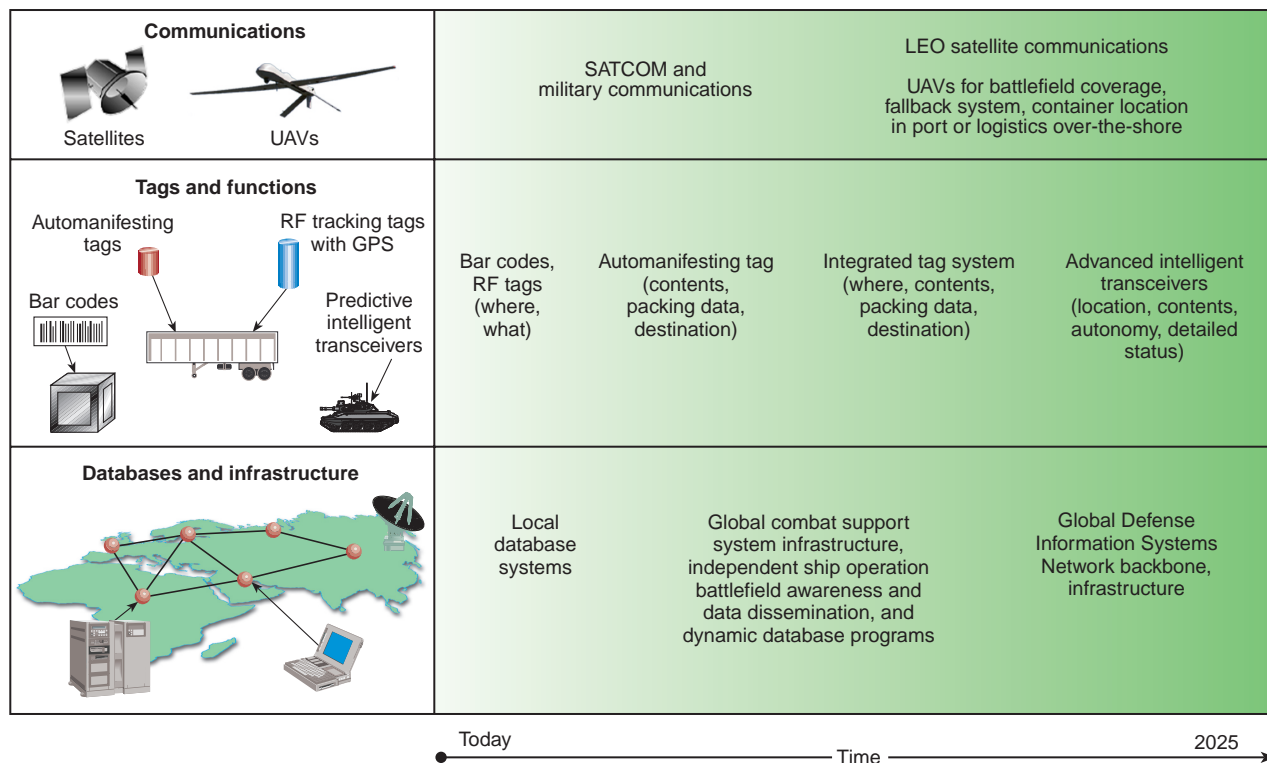 Communications
Satellites
UAVs
SATCOM and
military communications
LEO satellite communications
UAVs for battlefield coverage,
fallback system, container location
in port or logistics over-the-shore
Tags and functions
Automanifesting
tags
RF tracking tags
with GPS
Bar codes
Predictive
intelligent
transceivers
Bar codes,
RF tags
(where,
what)
Automanifesting tag
(contents,
packing data,
destination)
Integrated tag system
(where, contents,
packing data,
destination)
Advanced intelligent
transceivers
(location, contents,
autonomy, detailed
status)
Databases and infrastructure
Local
database
systems
Global combat support
system infrastructure,
independent ship operation
battlefield awareness and
data dissemination, and
dynamic database programs
Global Defense
Information Systems
Network backbone,
infrastructure
Today
Time
2025